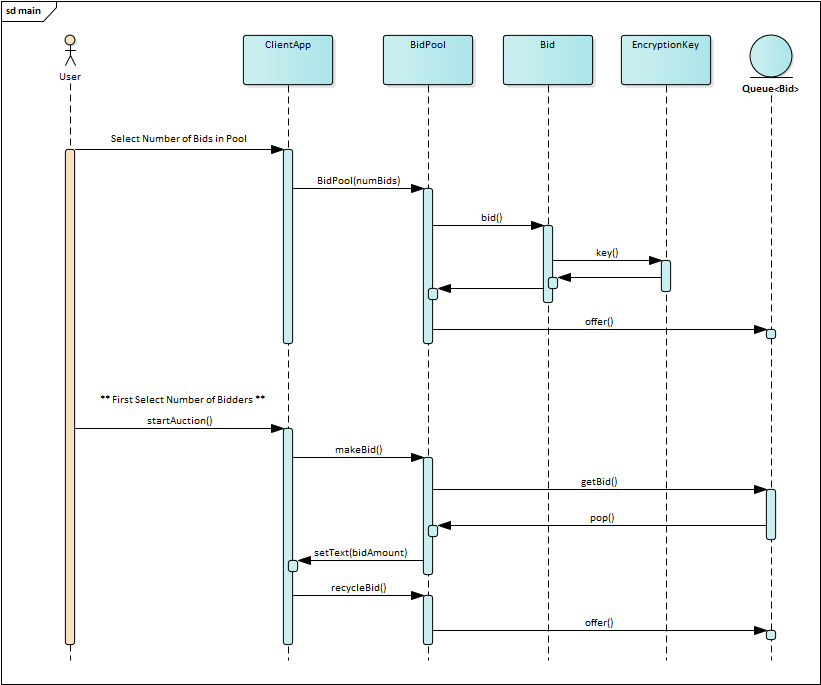 sd main
User
ClientApp
BidPool
Bid
EncryptionKey
Queue<Bid>
Select Number of Bids in Pool
BidPool(numBids)
bid()
key()
offer()
** First Select Number of Bidders **
startAuction()
makeBid()
getBid()
pop()
setText(bidAmount)
recycleBid()
offer()